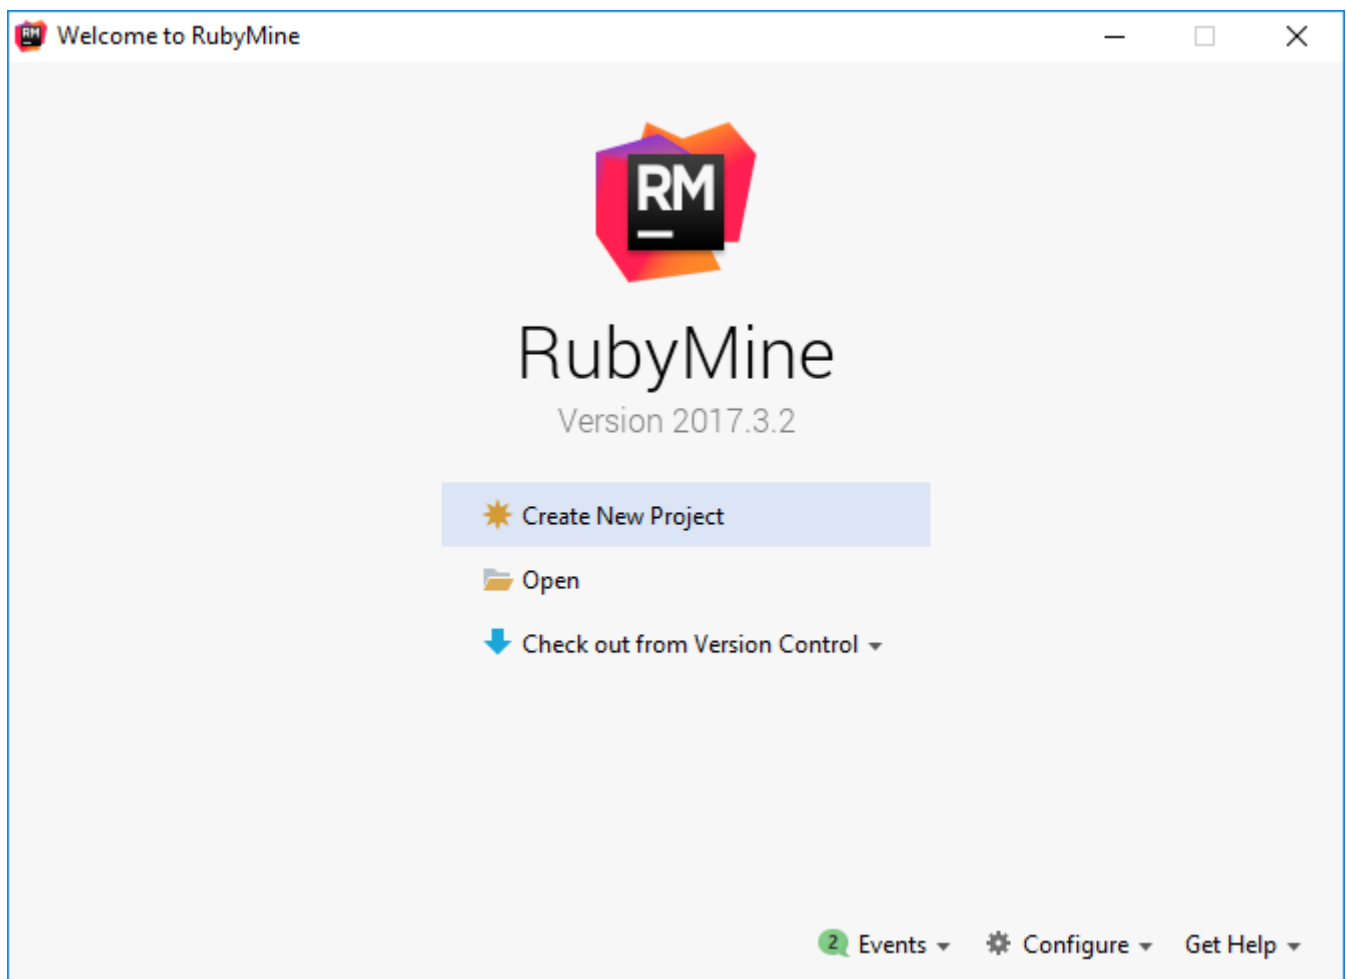 Welcome to RubyMine
RM
RubyMine
Version 2017.3.2
Create New Project
Open
Check out from Version Control
2 Events Configure Get Help